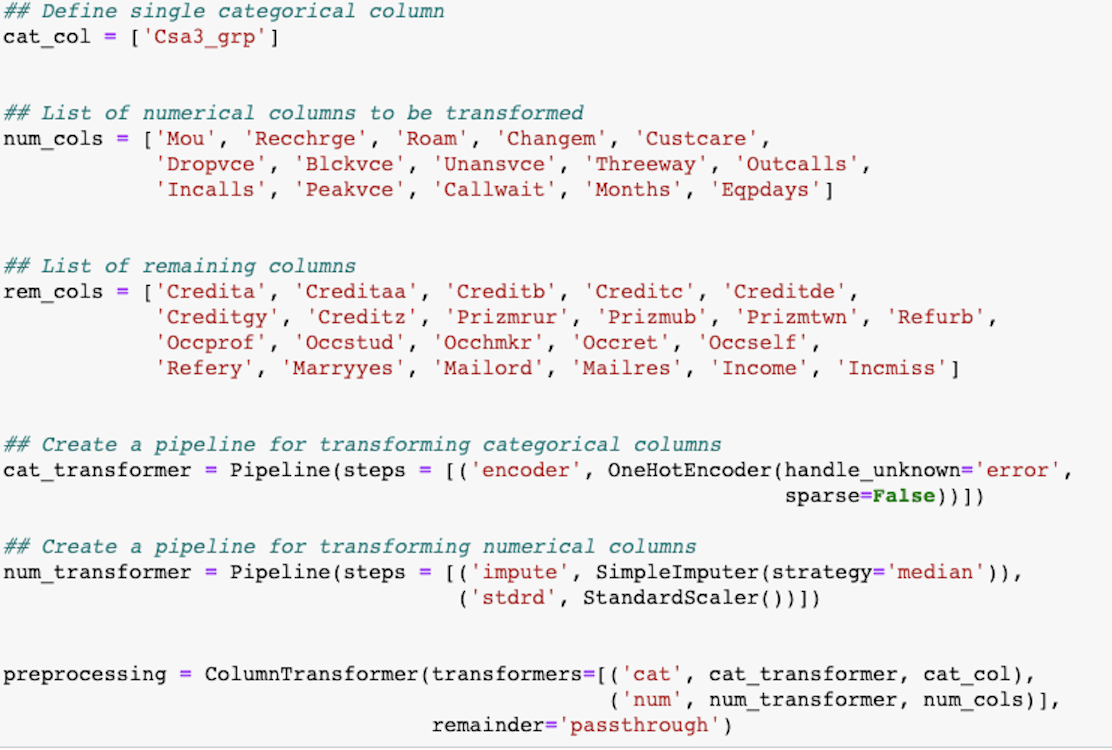 ## Define single categorical column
cat_col = ['Csa3_grp']
## List of numerical columns to be transformed
num_cols = ['Mou', 'Recchrge', 'Roam', 'Changem', 'Custcare',
'Dropvce', 'Blckvce', 'Unansvce', 'Threeway', 'Outcalls',
'Incalls', 'Peakvce', 'Callwait', 'Months', 'Eqpdays']
## List of remaining columns
rem_cols = ['Credita', 'Creditaa', 'Creditb', 'Creditc', 'Creditde',
'Creditgy', 'Creditz', 'Prizmrur', 'Prizmub', 'Prizmtwn', 'Refurb',
'Occprof', 'Occstud', 'Occhmkr', 'Occret', 'Occself',
'Refery', 'Marryyes', 'Mailord', 'Mailres', 'Income', 'Incmiss']
## Create a pipeline for transforming categorical columns
cat_transformer = Pipeline(steps = [('encoder', OneHotEncoder(handle_unknown='error',
sparse=False))])
## Create a pipeline for transforming numerical columns
num_transformer = Pipeline(steps = [('impute', SimpleImputer(strategy='median')),
('stdrd', StandardScaler())])
preprocessing = ColumnTransformer(transformers=[('cat', cat_transformer, cat_col),
('num', num_transformer, num_cols)],
remainder='passthrough')